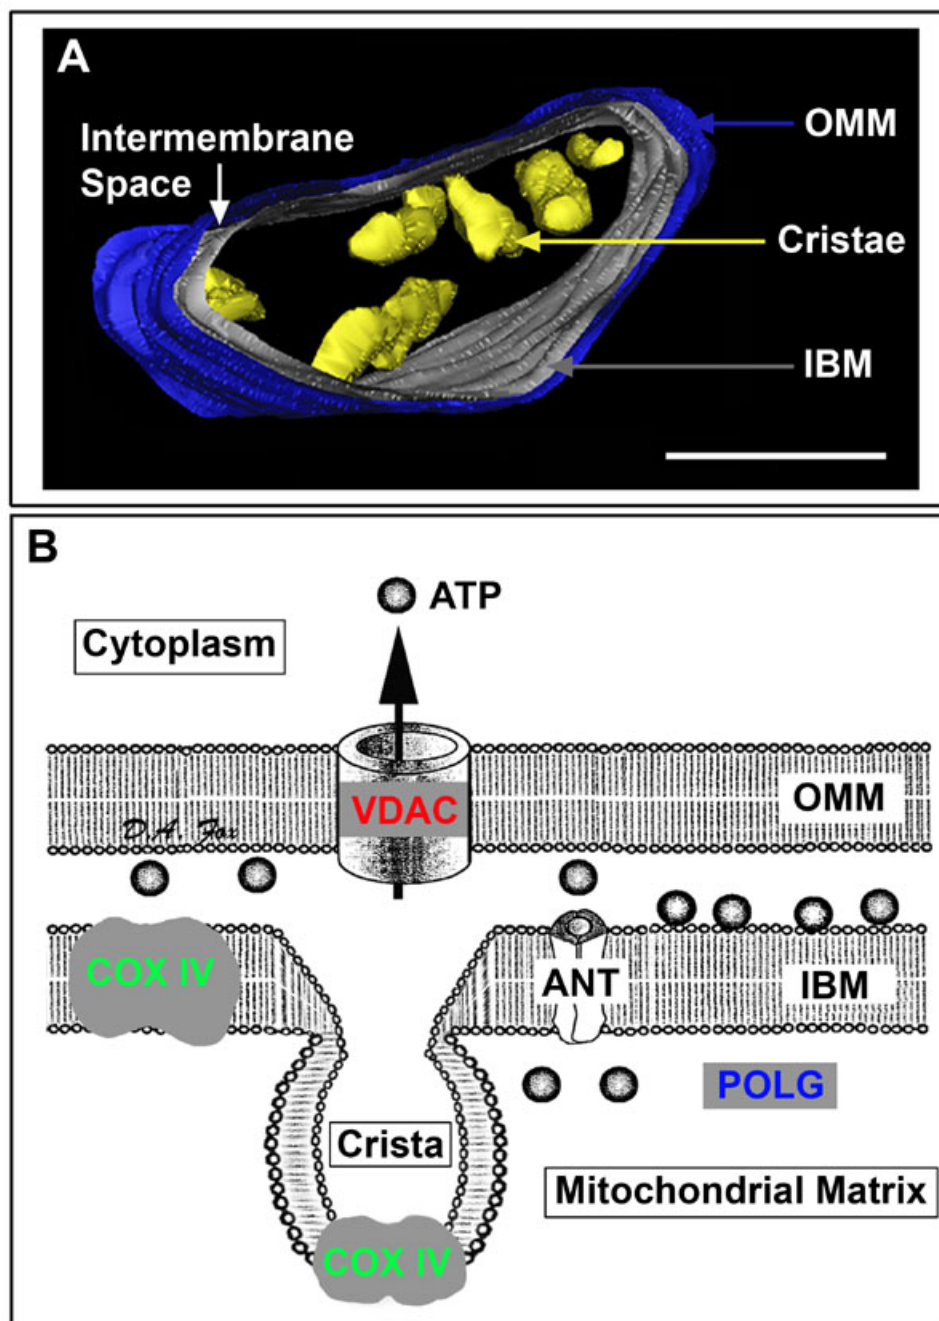 A
Intermembrane
Space
OMM
Cristae
IBM
B
ATP
Cytoplasm
VDAC
OMM
D.A. Fox
COX IV
ANT
IBM
POLG
Crista
Mitochondrial Matrix
COX IV